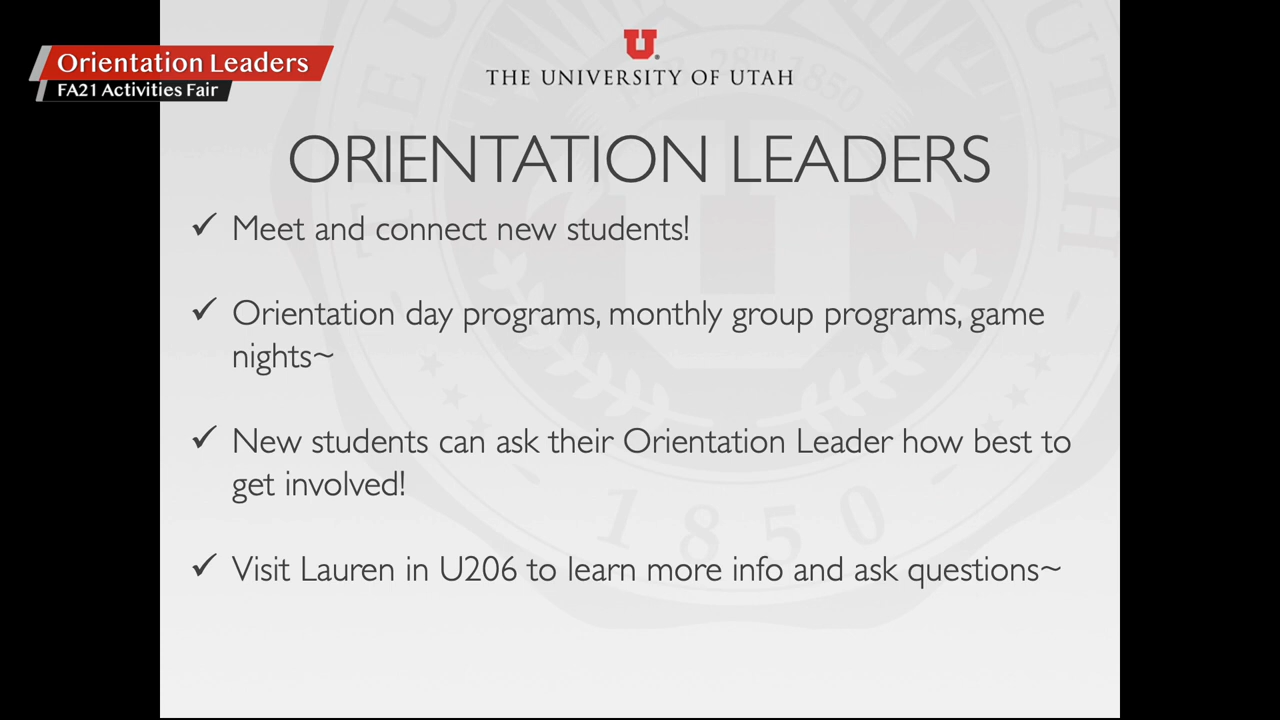 Orientation Leaders
FA21 Activities Fair
U
THE UNIVERSITY OF UTAH
ORIENTATION LEADERS
✓ Meet and connect new students!
✓ Orientation day programs, monthly group programs, game
nights~
✓ New students can ask their Orientation Leader how best to
get involved!
✓ Visit Lauren in U206 to learn more info and ask questions~
UTAH
U
1850